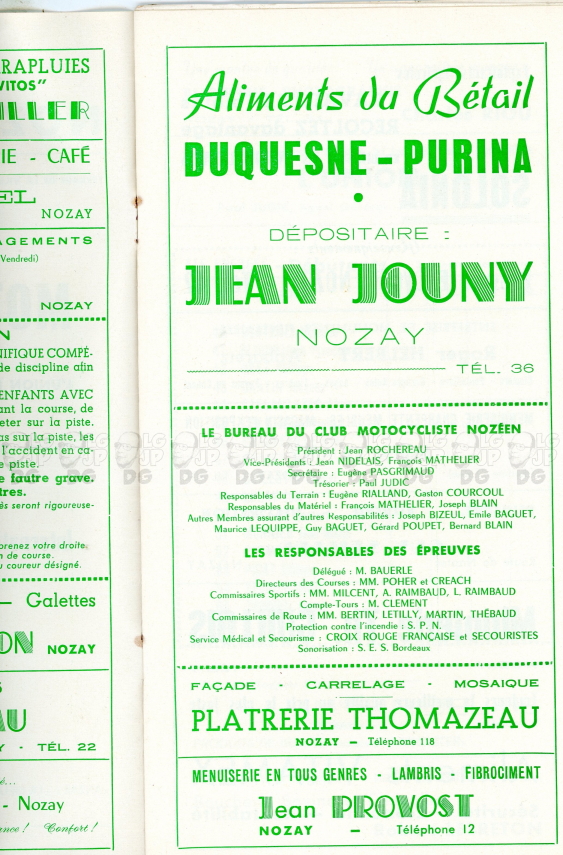 RAPLUIES
VITOS"
ILLER
IE - CAFÉ
EL
NOZAY
AGEMENTS
Vendredi)
NOZAY
N
NIFIQUE COMPÉ-
de discipline afin
ENFANTS AVEC
ant la course, de
eter sur la piste.
as sur la piste, les
l'accident en ca-
e piste.
e faute grave.
tres.
és seront rigoureuse-
prenez votre droite.
n de course.
u coureur désigné.
— Galettes
ON NOZAY
S
AU
Y - TÉL. 22
é...
- Nozay
ance ! Confort !
Aliments du Bétail
DUQUESNE - PURINA
•
DÉPOSITAIRE :
JEAN JOUNY
NOZAY
TÉL. 36
LE BUREAU DU CLUB MOTOCYCLISTE NOZÉEN
Président : Jean ROCHEREAU
Vice-Présidents : Jean NIDELAIS, François MATHELIER
Secrétaire : Eugène PASGRIMAUD
Trésorier : Paul JUDIC
Responsables du Terrain : Eugène RIALLAND, Gaston COURCOUL
Responsables du Matériel : François MATHELIER, Joseph BLAIN
Autres Membres assurant d'autres Responsabilités : Joseph BIZEUL, Emile BAGUET,
Maurice LEQUIPPE, Guy BAGUET, Gérard POUPET, Bernard BLAIN
LES RESPONSABLES DES ÉPREUVES
Délégué : M. BAUERLE
Directeurs des Courses : MM. POHER et CREACH
Commissaires Sportifs : MM. MILCENT, A. RAIMBAUD, L. RAIMBAUD
Compte-Tours : M. CLEMENT
Commissaires de Route : MM. BERTIN, LETILLY, MARTIN, THÉBAUD
Protection contre l'incendie : S. P. N.
Service Médical et Secourisme : CROIX ROUGE FRANÇAISE et SECOURISTES
Sonorisation : S. E. S. Bordeaux
FAÇADE - CARRELAGE - MOSAIQUE
PLATRERIE THOMAZEAU
NOZAY — Téléphone 118
MENUISERIE EN TOUS GENRES - LAMBRIS - FIBROCIMENT
Jean PROVOST
NOZAY — Téléphone 12